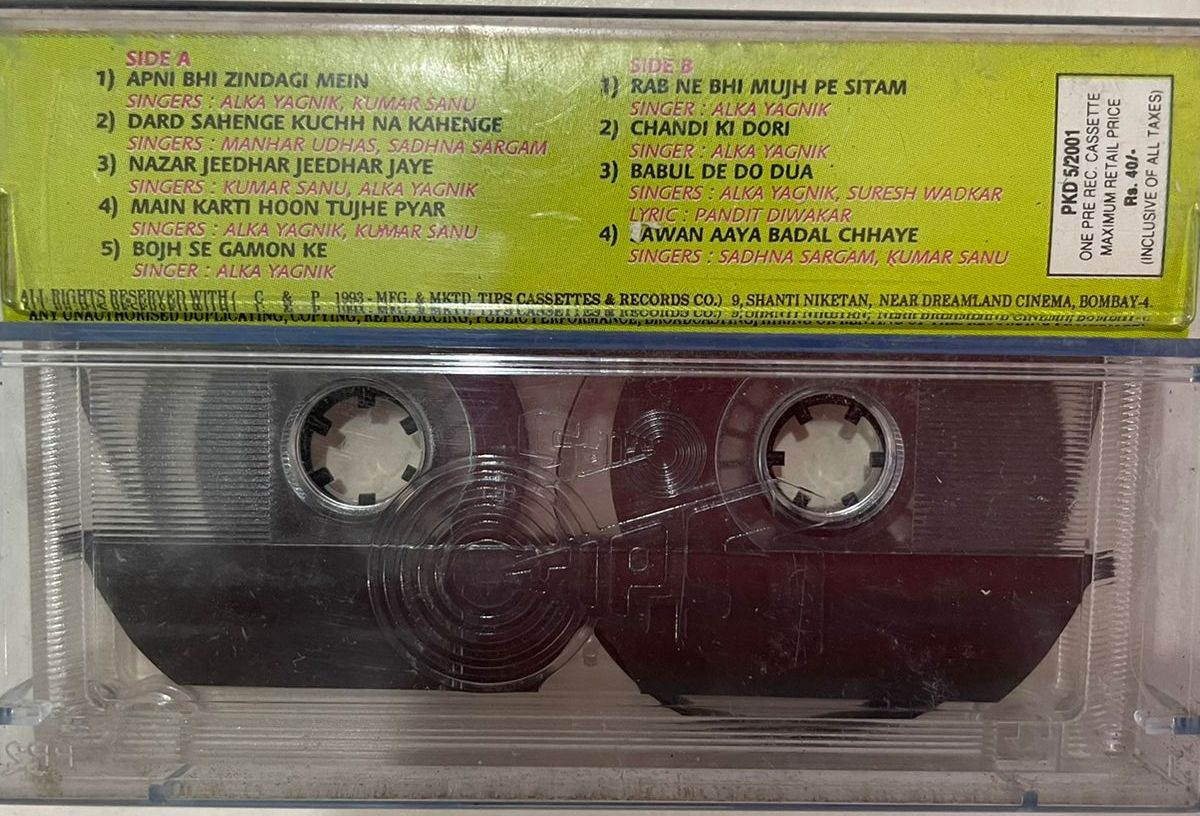 SIDE A
1) APNI BHI ZINDAGI MEIN
SINGERS : ALKA YAGNIK, KUMAR SANU
2) DARD SAHENGE KUCHH NA KAHENGE
SINGERS : MANHAR UDHAS, SADHNA SARGAM
3) NAZAR JEEDHAR JEEDHAR JAYE
SINGERS : KUMAR SANU, ALKA YAGNIK
4) MAIN KARTI HOON TUJHE PYAR
SINGERS : ALKA YAGNIK, KUMAR SANU
5) BOJH SE GAMON KE
SINGER : ALKA YAGNIK
SIDE B
1) RAB NE BHI MUJH PE SITAM
SINGER : ALKA YAGNIK
2) CHANDI KI DORI
SINGER : ALKA YAGNIK
3) BABUL DE DO DUA
SINGERS : ALKA YAGNIK, SURESH WADKAR
LYRIC : PANDIT DIWAKAR
4) SAWAN AAYA BADAL CHHAYE
SINGERS : SADHNA SARGAM, KUMAR SANU
PKD 5/2001
ONE PRE REC. CASSETTE
MAXIMUM RETAIL PRICE
Rs. 40/-
(INCLUSIVE OF ALL TAXES)
ALL RIGHTS RESERVED WITH ( C & P 1993 - MFG. & MKTD. TIPS CASSETTES & RECORDS CO.) 9, SHANTI NIKETAN, NEAR DREAMLAND CINEMA, BOMBAY-4.
ANY UNAUTHORISED DUPLICATING, COPYING, REPRODUCING, PUBLIC PERFORMANCE, BROADCASTING,